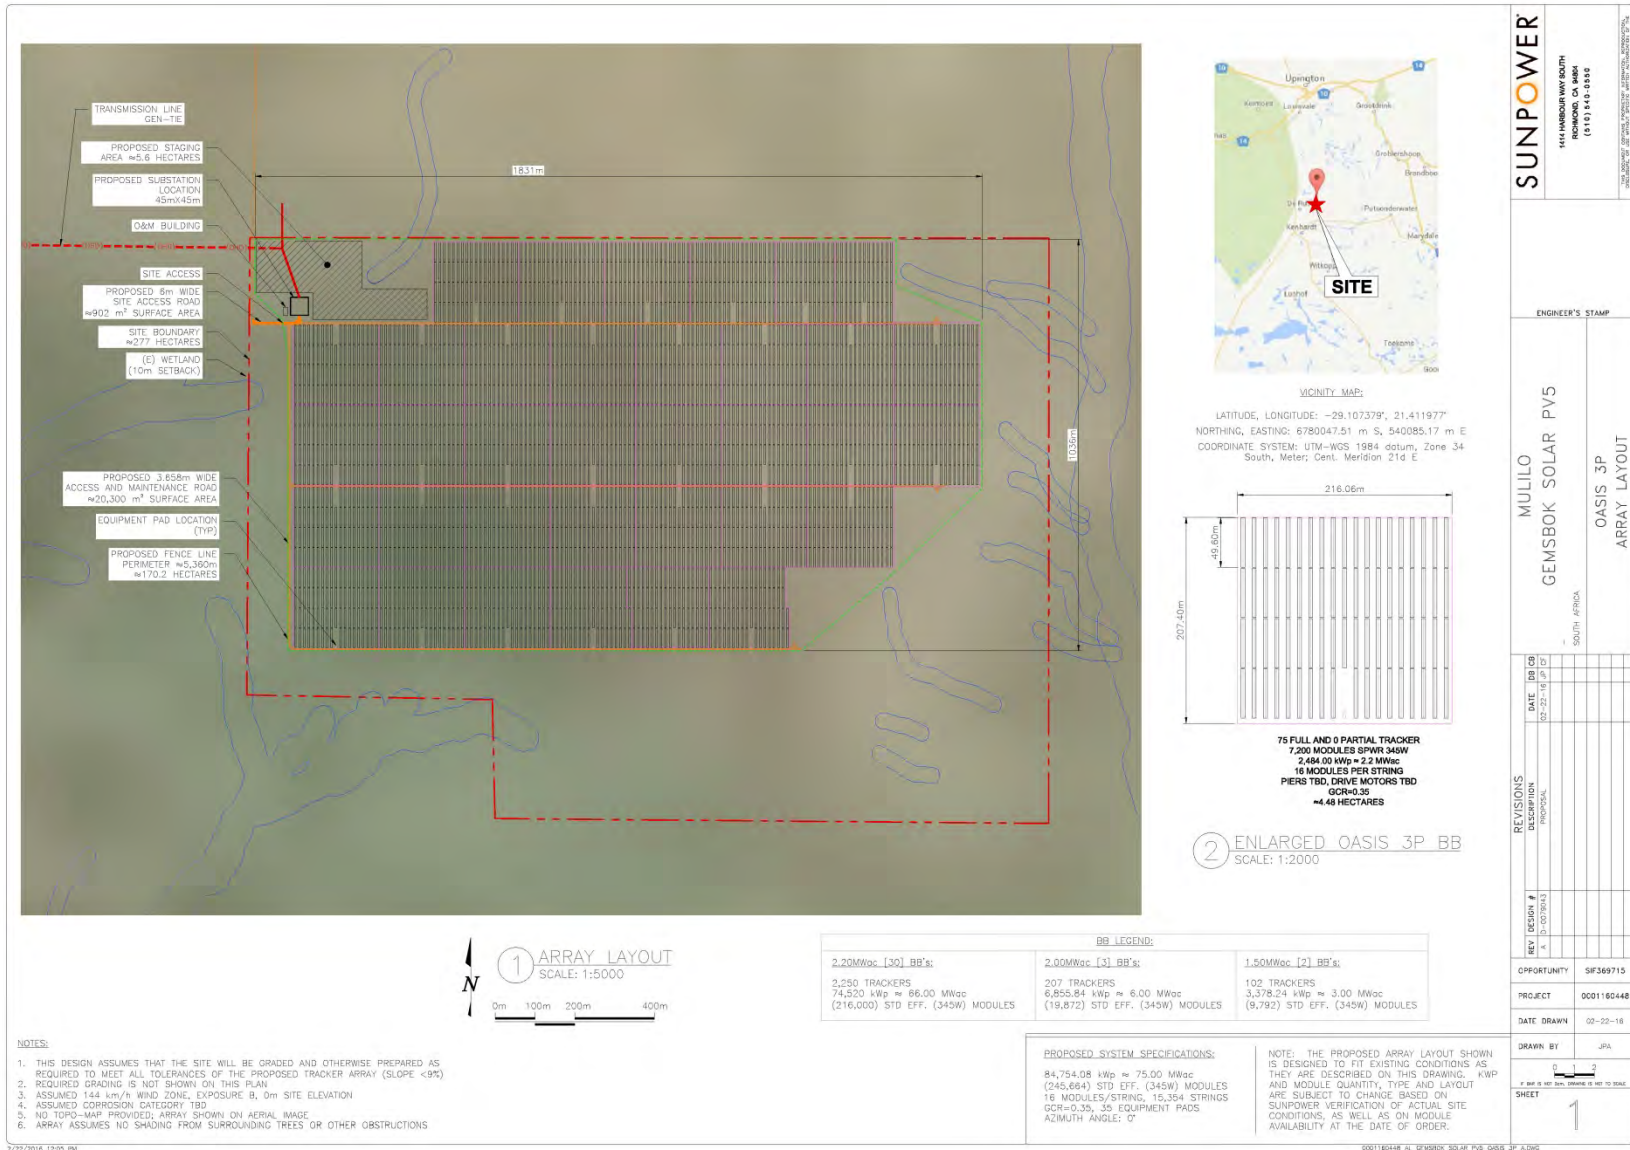 TRANSMISSION LINE
GEN-TIE
PROPOSED STAGING
AREA ≈5.6 HECTARES
PROPOSED SUBSTATION
LOCATION
45mX45m
O&M BUILDING
SITE ACCESS
PROPOSED 6m WIDE
SITE ACCESS ROAD
≈902 m² SURFACE AREA
SITE BOUNDARY
≈277 HECTARES
(E) WETLAND
(10m SETBACK)
PROPOSED 3.658m WIDE
ACCESS AND MAINTENANCE ROAD
≈20,300 m² SURFACE AREA
EQUIPMENT PAD LOCATION
(TYP)
PROPOSED FENCE LINE
PERIMETER ≈5,360m
≈170.2 HECTARES
1831m
1036m
Upington
Grobkershoop
Putsonderwater
Kenhardt
Marydale
SITE
VICINITY MAP:
LATITUDE, LONGITUDE: -29.107379°, 21.411977°
NORTHING, EASTING: 6780047.51 m S, 540085.17 m E
COORDINATE SYSTEM: UTM-WGS 1984 datum, Zone 34
South, Meter; Cent. Meridian 21d E
216.06m
49.60m
207.40m
75 FULL AND 0 PARTIAL TRACKER
7,200 MODULES SPWR 345W
2,484.00 kWp ≈ 2.2 MWac
16 MODULES PER STRING
PIERS TBD, DRIVE MOTORS TBD
GCR=0.35
≈4.48 HECTARES
2 ENLARGED OASIS 3P BB
SCALE: 1:2000
1 ARRAY LAYOUT
SCALE: 1:5000
N
0m 100m 200m 400m
BB LEGEND:
2.20MWac [30] BB's:
2,250 TRACKERS
74,520 kWp ≈ 66.00 MWac
(216,000) STD EFF. (345W) MODULES
2.00MWac [3] BB's:
207 TRACKERS
6,855.84 kWp ≈ 6.00 MWac
(19,872) STD EFF. (345W) MODULES
1.50MWac [2] BB's:
102 TRACKERS
3,378.24 kWp ≈ 3.00 MWac
(9,792) STD EFF. (345W) MODULES
NOTES:
1. THIS DESIGN ASSUMES THAT THE SITE WILL BE GRADED AND OTHERWISE PREPARED AS
REQUIRED TO MEET ALL TOLERANCES OF THE PROPOSED TRACKER ARRAY (SLOPE <9%)
2. REQUIRED GRADING IS NOT SHOWN ON THIS PLAN
3. ASSUMED 144 km/h WIND ZONE, EXPOSURE B, 0m SITE ELEVATION
4. ASSUMED CORROSION CATEGORY TBD
5. NO TOPO-MAP PROVIDED; ARRAY SHOWN ON AERIAL IMAGE
6. ARRAY ASSUMES NO SHADING FROM SURROUNDING TREES OR OTHER OBSTRUCTIONS
PROPOSED SYSTEM SPECIFICATIONS:
84,754.08 kWp ≈ 75.00 MWac
(245,664) STD EFF. (345W) MODULES
16 MODULES/STRING, 15,354 STRINGS
GCR=0.35, 35 EQUIPMENT PADS
AZIMUTH ANGLE: 0°
NOTE: THE PROPOSED ARRAY LAYOUT SHOWN
IS DESIGNED TO FIT EXISTING CONDITIONS AS
THEY ARE DESCRIBED ON THIS DRAWING. KWP
AND MODULE QUANTITY, TYPE AND LAYOUT
ARE SUBJECT TO CHANGE BASED ON
SUNPOWER VERIFICATION OF ACTUAL SITE
CONDITIONS, AS WELL AS ON MODULE
AVAILABILITY AT THE DATE OF ORDER.
SUNPOWER
1414 HARBOUR WAY SOUTH
RICHMOND, CA 94804
(510) 540-0550
ENGINEER'S STAMP
MULILO
GEMSBOK SOLAR PV5
SOUTH AFRICA
OASIS 3P
ARRAY LAYOUT
REVISIONS
REV DESIGN # DESCRIPTION DATE DB CB
A D-0079043 PROPOSAL 02-22-16 JP CF
OPPORTUNITY SIF369715
PROJECT 0001160448
DATE DRAWN 02-22-16
DRAWN BY JPA
0 1 2
SHEET
1
2/22/2016 12:05 PM